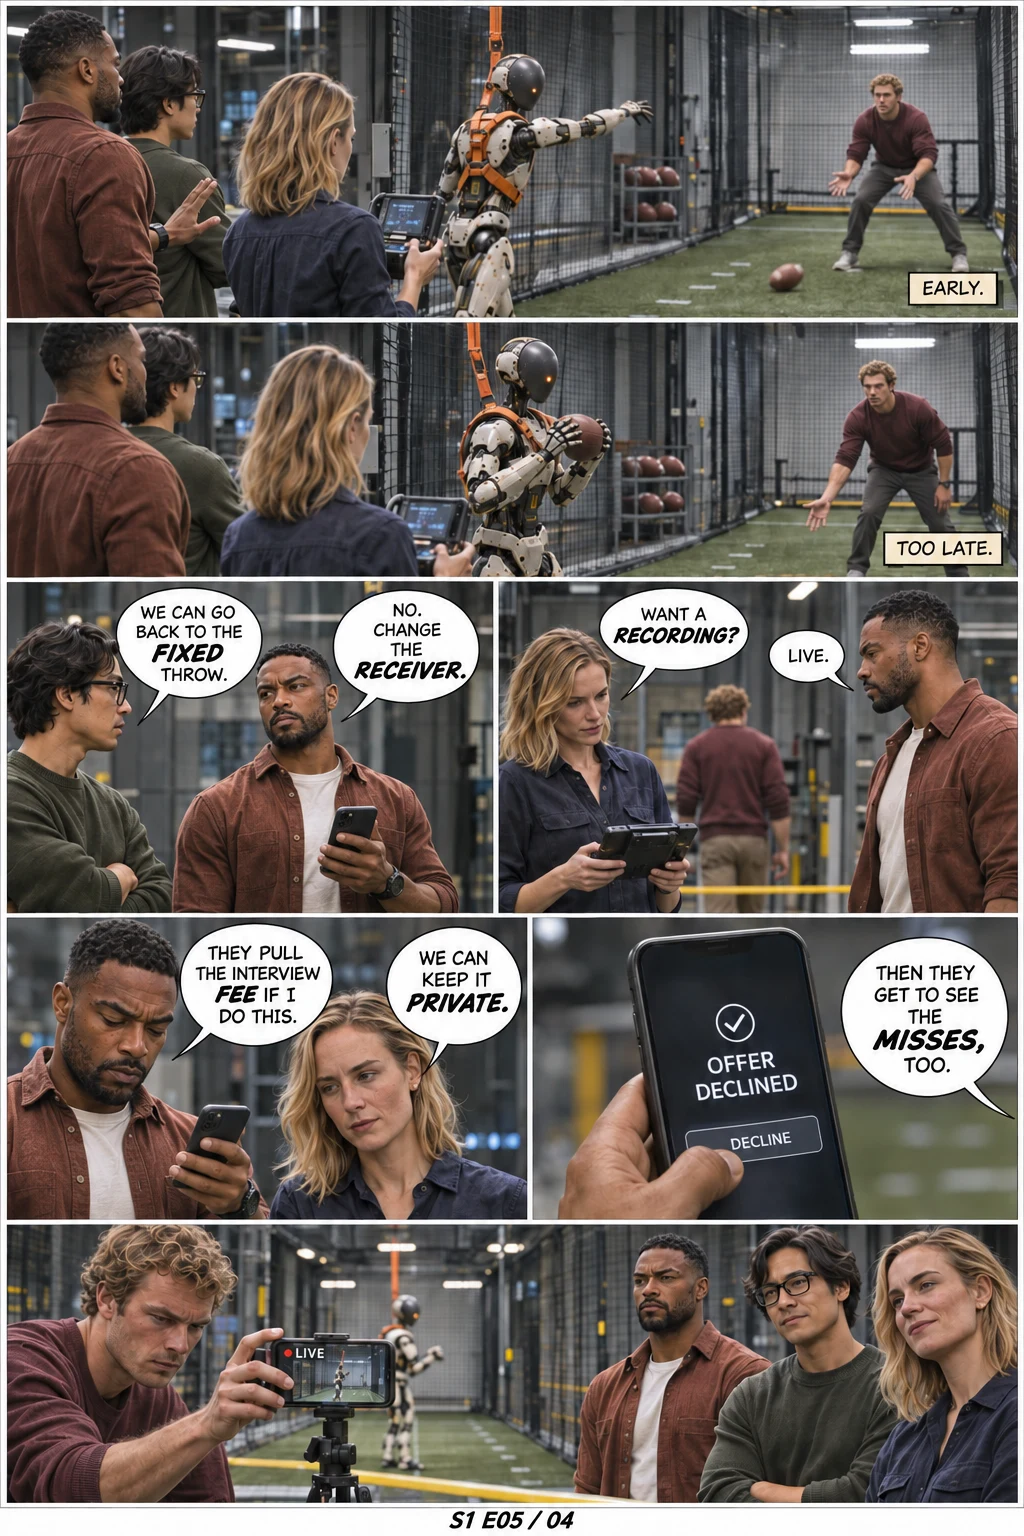 EARLY.
TOO LATE.
WE CAN GO
BACK TO THE
FIXED
THROW.
NO.
CHANGE
THE
RECEIVER.
WANT A
RECORDING?
LIVE.
THEY PULL
THE INTERVIEW
FEE IF I
DO THIS.
WE CAN
KEEP IT
PRIVATE.
OFFER
DECLINED
DECLINE
THEN THEY
GET TO SEE
THE
MISSES,
TOO.
LIVE
S1 E05 / 04